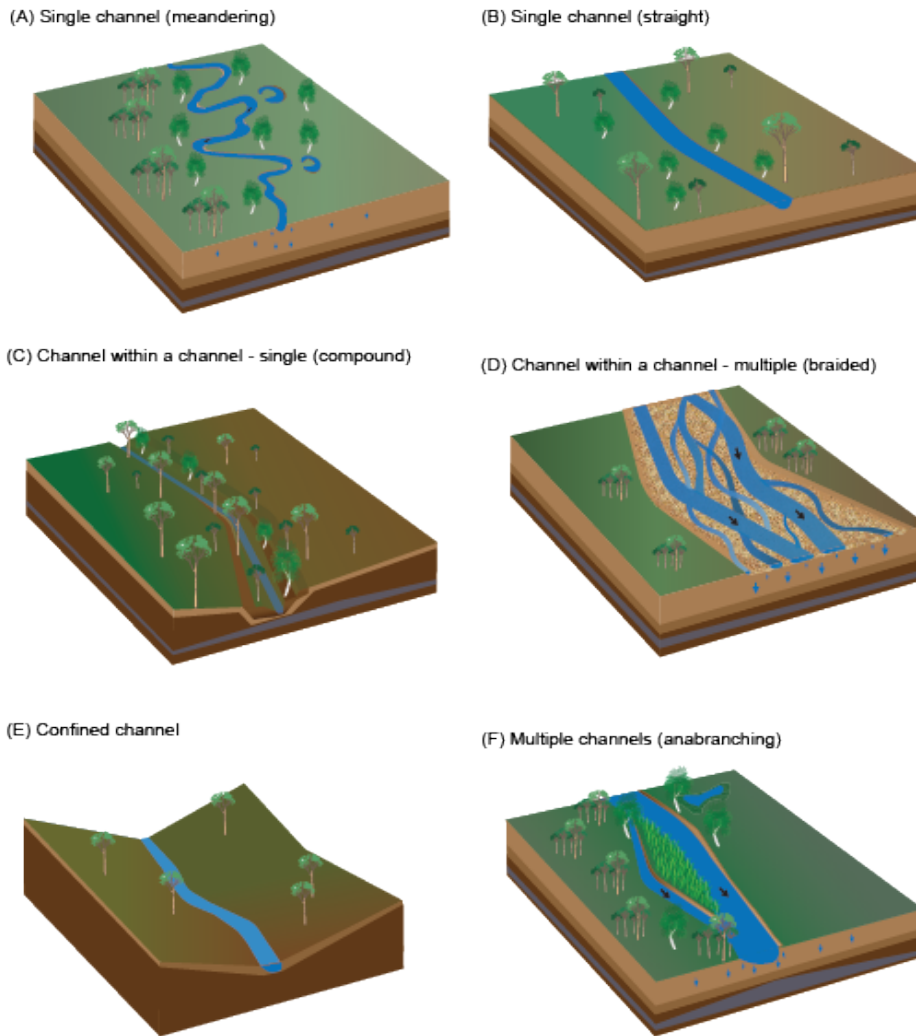 (A) Single channel (meandering)
(B) Single channel (straight)
(C) Channel within a channel - single (compound)
(D) Channel within a channel - multiple (braided)
(E) Confined channel
(F) Multiple channels (anabranching)